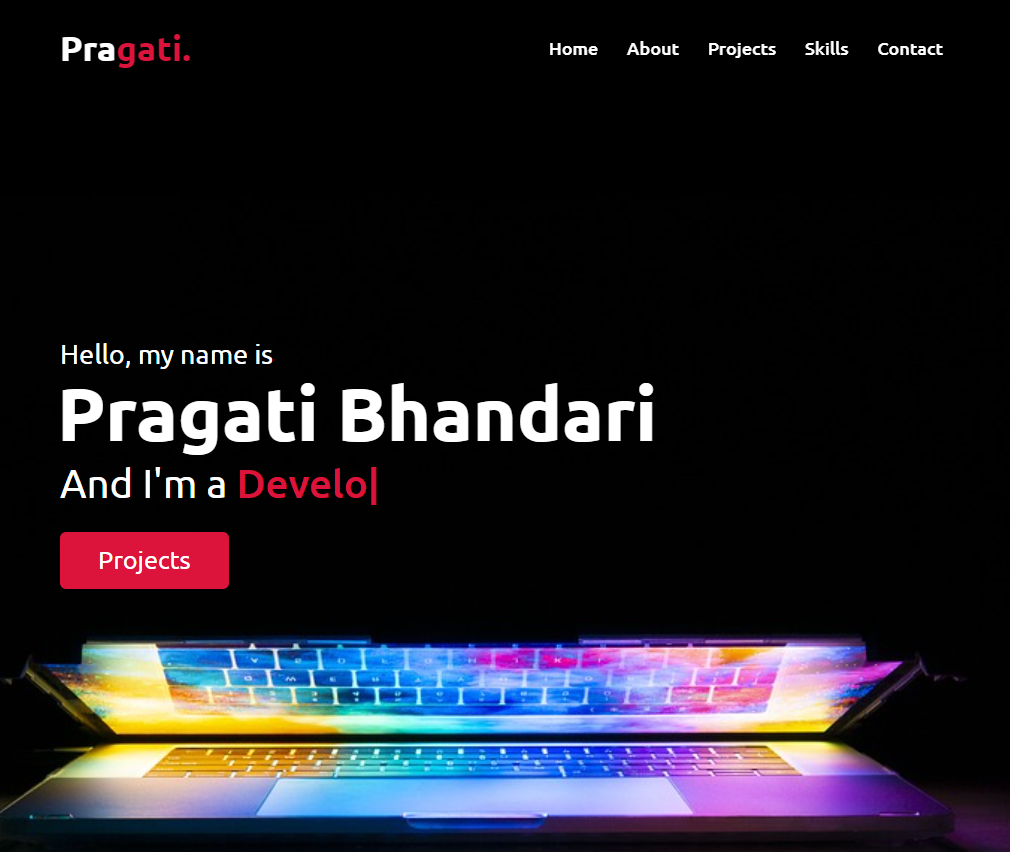 Pragati.
Home About Projects Skills Contact
Hello, my name is
Pragati Bhandari
And I'm a Develo|
Projects